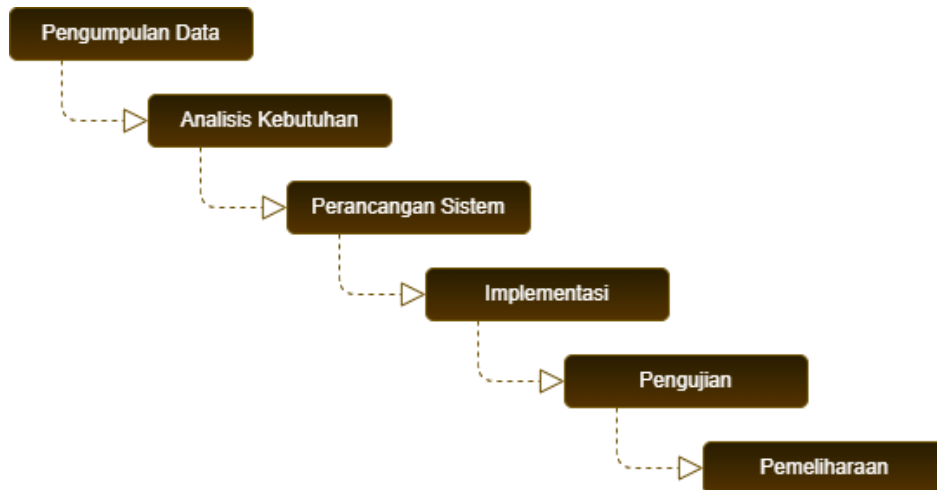 Pengumpulan Data
Analisis Kebutuhan
Perancangan Sistem
Implementasi
Pengujian
Pemeliharaan